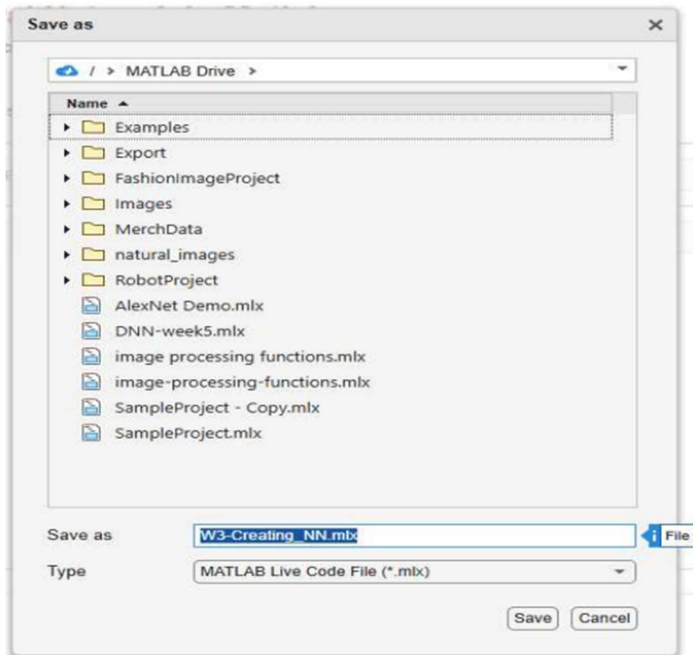 Save as
/ > MATLAB Drive >
Name
Examples
Export
FashionImageProject
Images
MerchData
natural_images
RobotProject
AlexNet Demo.mlx
DNN-week5.mlx
image processing functions.mlx
image-processing-functions.mlx
SampleProject - Copy.mlx
SampleProject.mlx
Save as W3-Creating_NN.mlx i File
Type MATLAB Live Code File (*.mlx)
Save Cancel